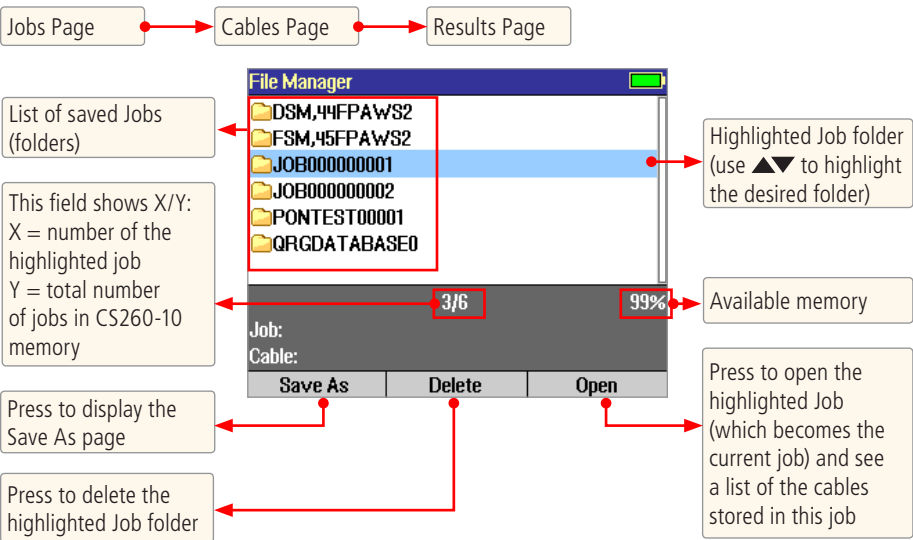 Jobs Page
Cables Page
Results Page
List of saved Jobs
(folders)
This field shows X/Y:
X = number of the
highlighted job
Y = total number
of jobs in CS260-10
memory
Press to display the
Save As page
Press to delete the
highlighted Job folder
File Manager
DSM,44FPAWS2
FSM,45FPAWS2
JOB000000001
JOB000000002
PONTEST00001
QRGDATABASE0
3/6
99%
Job:
Cable:
Save As
Delete
Open
Highlighted Job folder
(use ▲▼ to highlight
the desired folder)
Available memory
Press to open the
highlighted Job
(which becomes the
current job) and see
a list of the cables
stored in this job